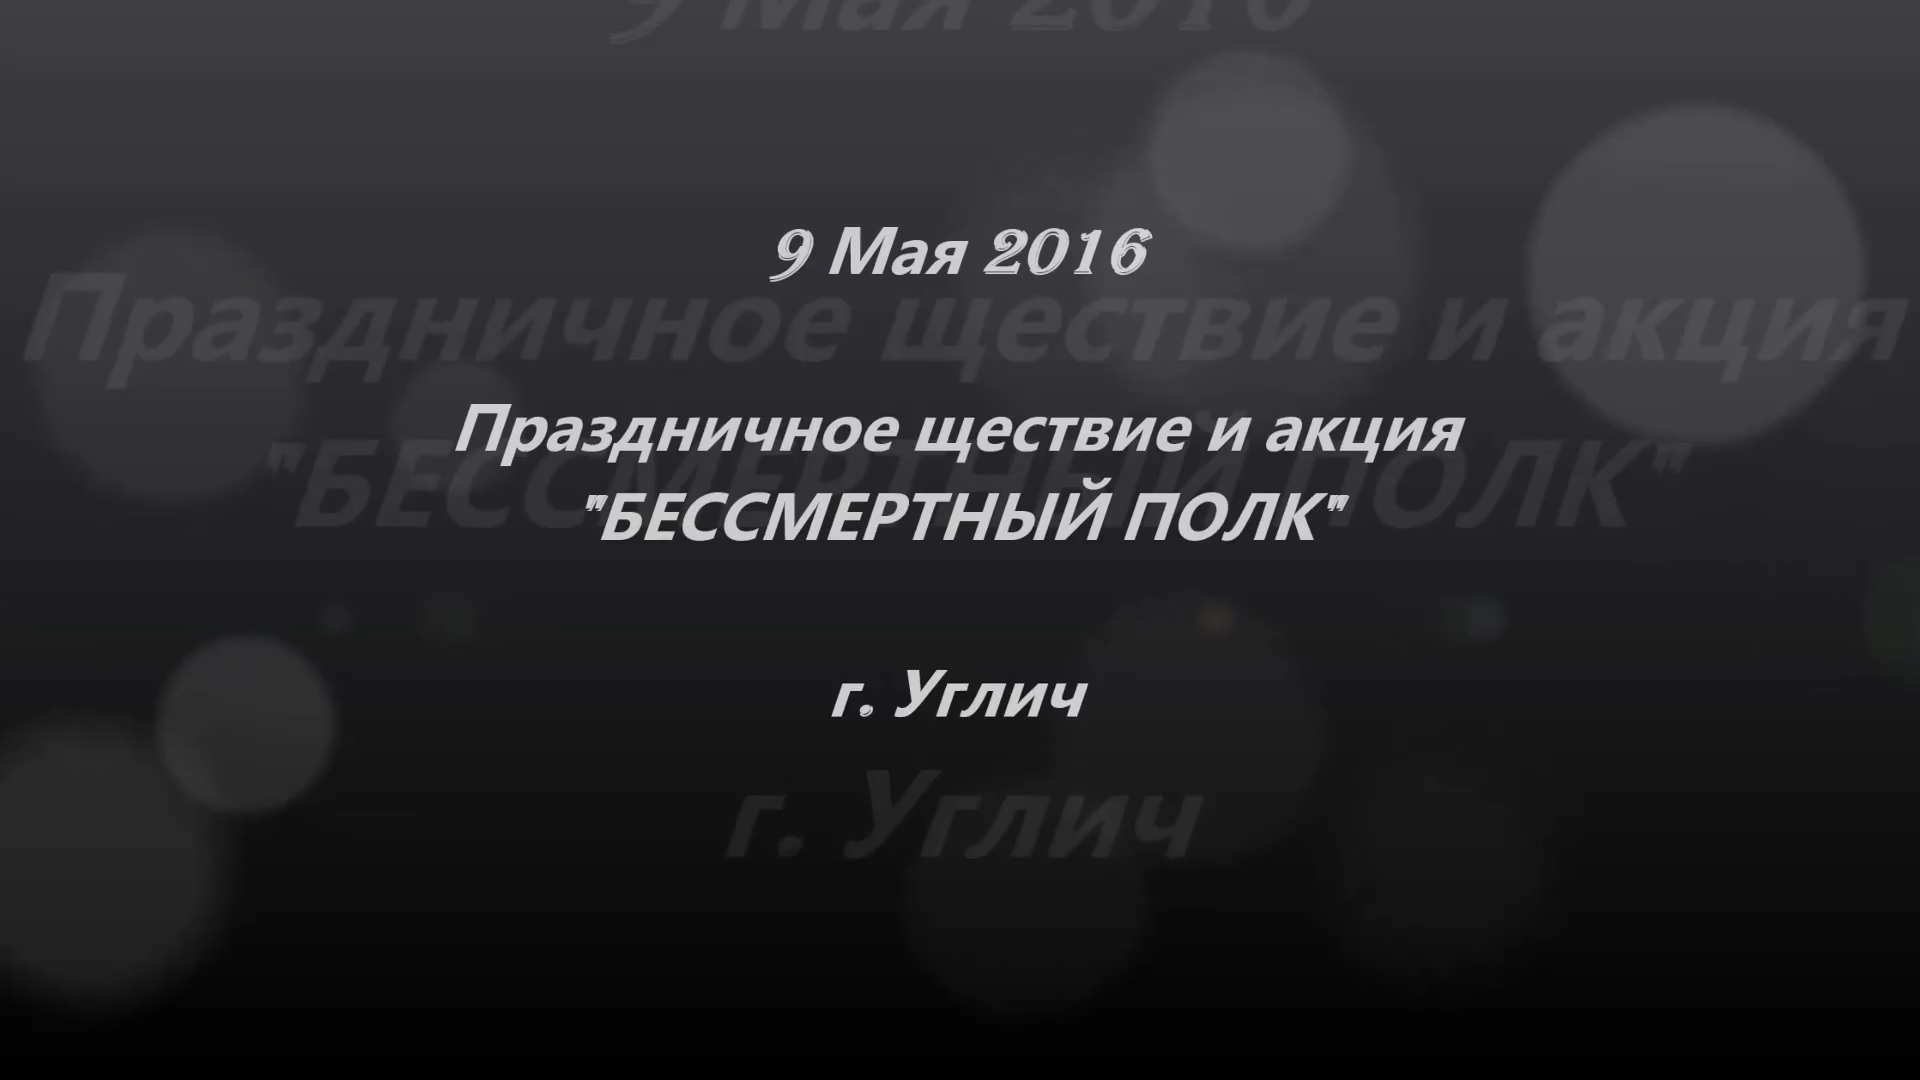 9 Мая 2016
Праздничное ществие и акция
"БЕССМЕРТНЫЙ ПОЛК"
г. Углич